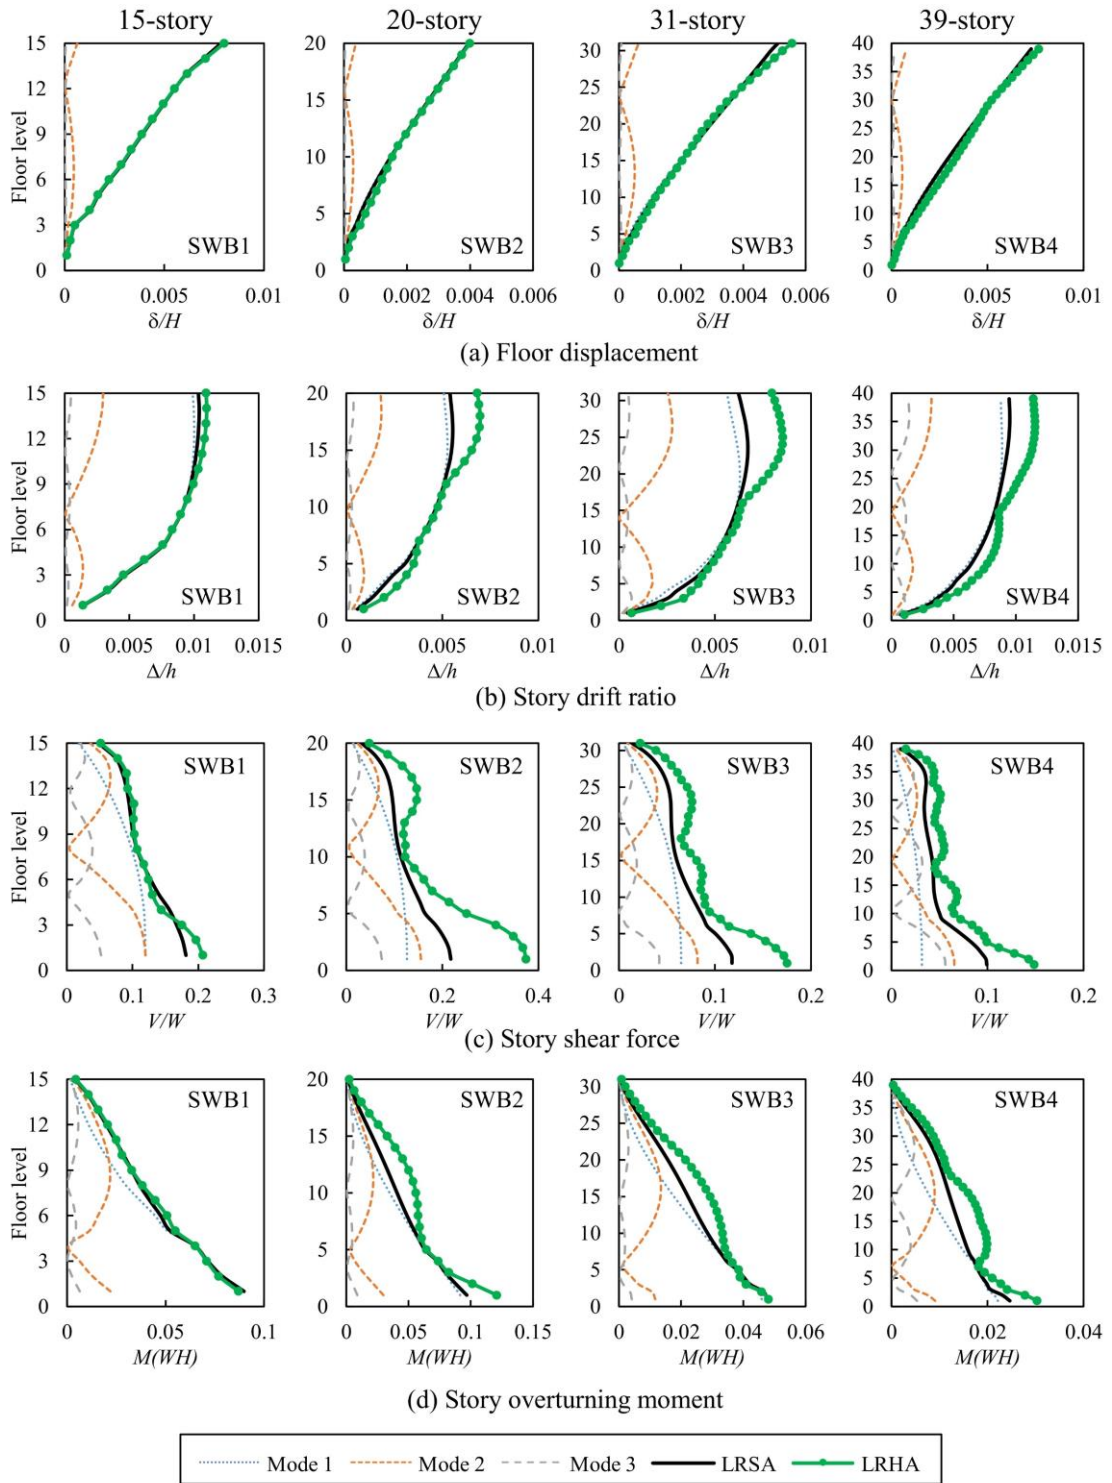 15-story 20-story 31-story 39-story
15 20 30 40
12 15 25 35
9 20 30
6 10 15 25
3 5 10 20
0 0 5 15
0 10
5
0
Floor level
SWB1 SWB2 SWB3 SWB4
0 0.005 0.01 0 0.002 0.004 0.006 0 0.002 0.004 0.006 0.008 0 0.005 0.01
δ/H δ/H δ/H δ/H
(a) Floor displacement
15 20 30 40
12 15 25 35
9 20 30
6 10 15 25
3 5 10 20
0 0 5 15
0 10
5
0
Floor level
SWB1 SWB2 SWB3 SWB4
0 0.005 0.01 0.015 0 0.005 0.01 0 0.005 0.01 0 0.005 0.01 0.015
Δ/h Δ/h Δ/h Δ/h
(b) Story drift ratio
15 20 30 40
12 15 25 35
9 20 30
6 10 15 25
3 5 10 20
0 0 5 15
0 10
5
0
Floor level
SWB1 SWB2 SWB3 SWB4
0 0.1 0.2 0.3 0 0.2 0.4 0 0.1 0.2 0 0.1 0.2
V/W V/W V/W V/W
(c) Story shear force
15 20 30 40
12 15 25 35
9 20 30
6 10 15 25
3 5 10 20
0 0 5 15
0 10
5
0
Floor level
SWB1 SWB2 SWB3 SWB4
0 0.05 0.1 0 0.05 0.1 0.15 0 0.02 0.04 0.06 0 0.02 0.04
M(WH) M(WH) M(WH) M(WH)
(d) Story overturning moment
Mode 1 Mode 2 Mode 3 LRSA LRHA